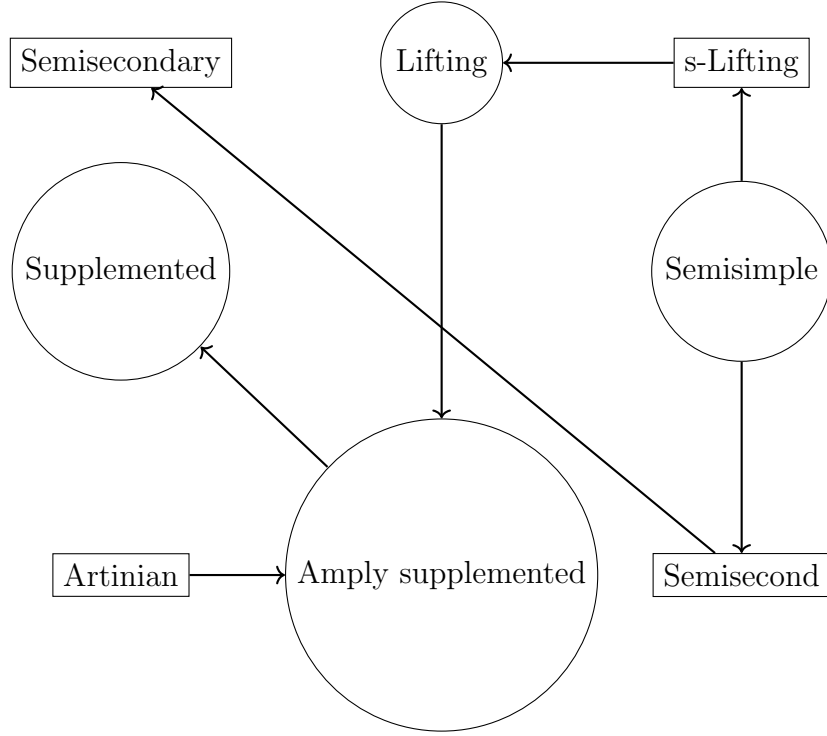 Semisecondary
Lifting
s-Lifting
Supplemented
Semisimple
Artinian
Amply supplemented
Semisecond